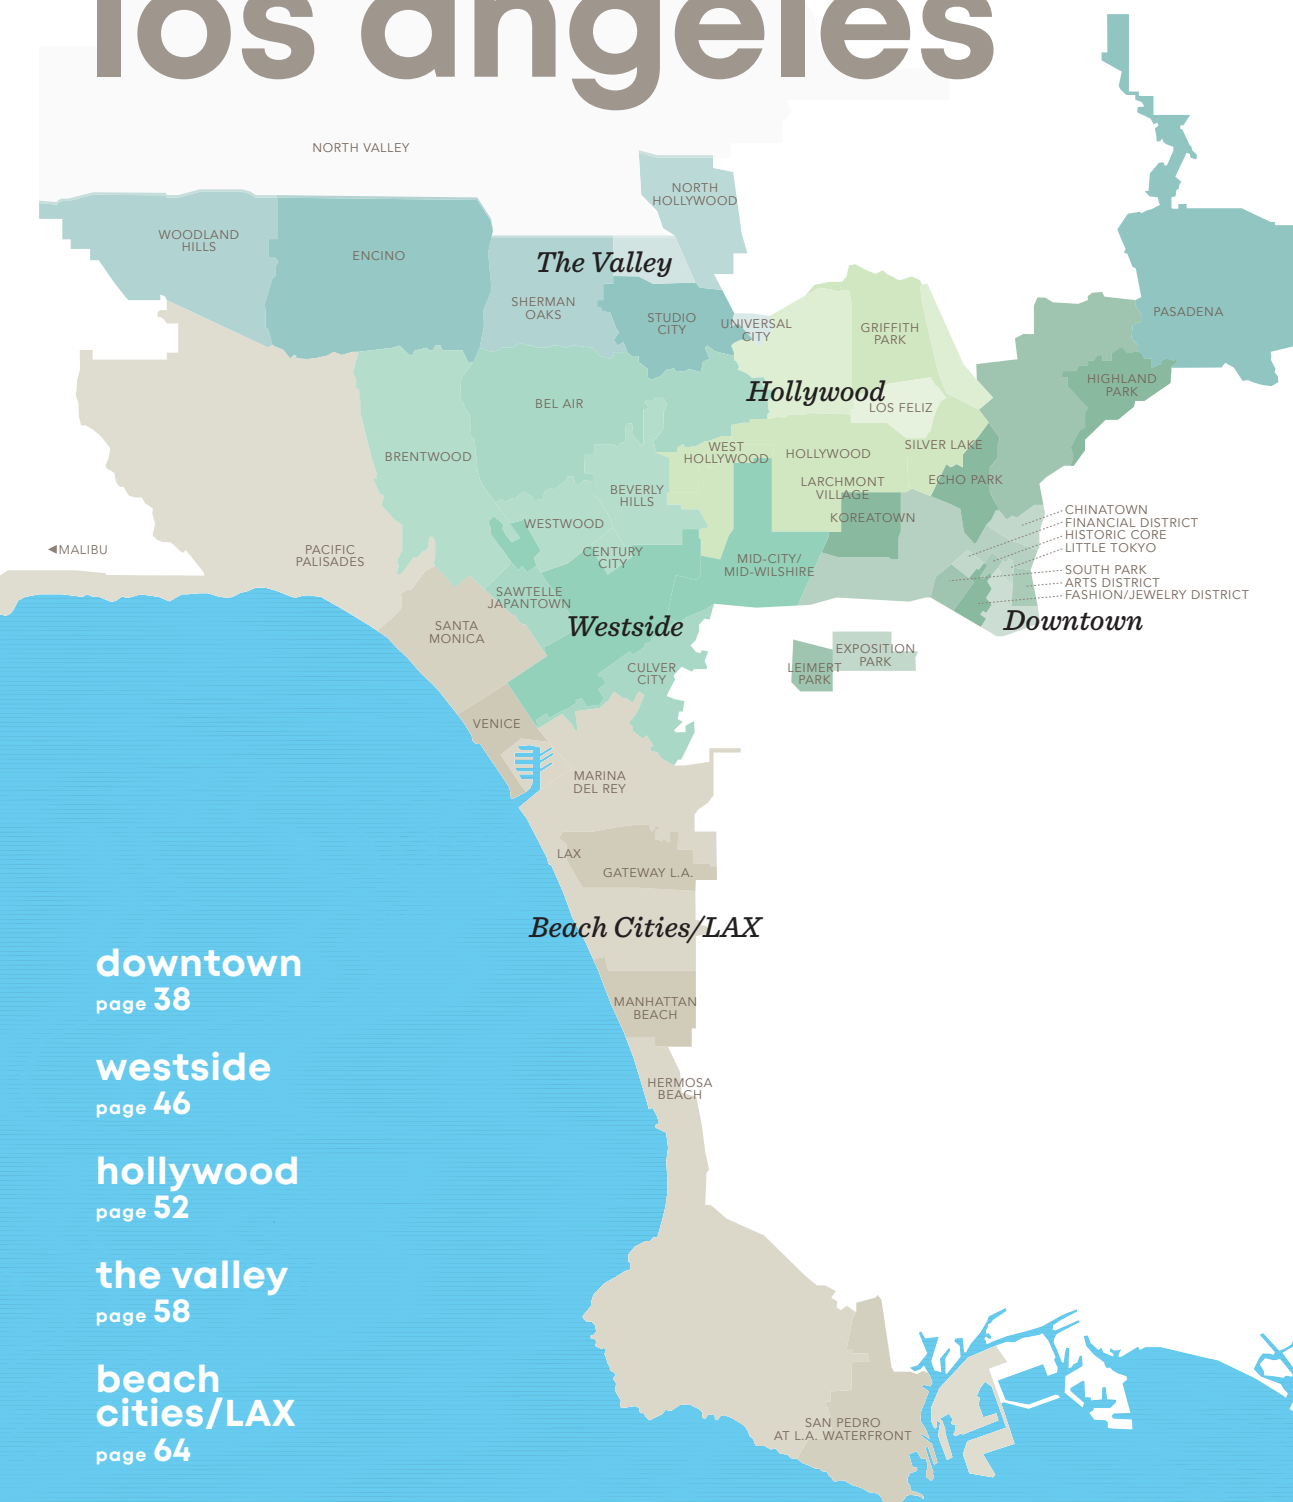 los angeles
NORTH VALLEY
NORTH
HOLLYWOOD
WOODLAND
HILLS
ENCINO
The Valley
SHERMAN
OAKS
STUDIO
CITY
UNIVERSAL
CITY
GRIFFITH
PARK
PASADENA
HIGHLAND
PARK
Hollywood
LOS FELIZ
BEL AIR
BRENTWOOD
WEST
HOLLYWOOD
HOLLYWOOD
SILVER LAKE
BEVERLY
HILLS
LARCHMONT
VILLAGE
ECHO PARK
WESTWOOD
KOREATOWN
CHINATOWN
FINANCIAL DISTRICT
HISTORIC CORE
LITTLE TOKYO
SOUTH PARK
ARTS DISTRICT
FASHION/JEWELRY DISTRICT
Downtown
◀MALIBU
PACIFIC
PALISADES
CENTURY
CITY
MID-CITY/
MID-WILSHIRE
SAWTELLE
JAPANTOWN
Westside
SANTA
MONICA
CULVER
CITY
EXPOSITION
PARK
LEIMERT
PARK
VENICE
MARINA
DEL REY
LAX
GATEWAY L.A.
Beach Cities/LAX
MANHATTAN
BEACH
HERMOSA
BEACH
SAN PEDRO
AT L.A. WATERFRONT
downtown
page 38
westside
page 46
hollywood
page 52
the valley
page 58
beach
cities/LAX
page 64